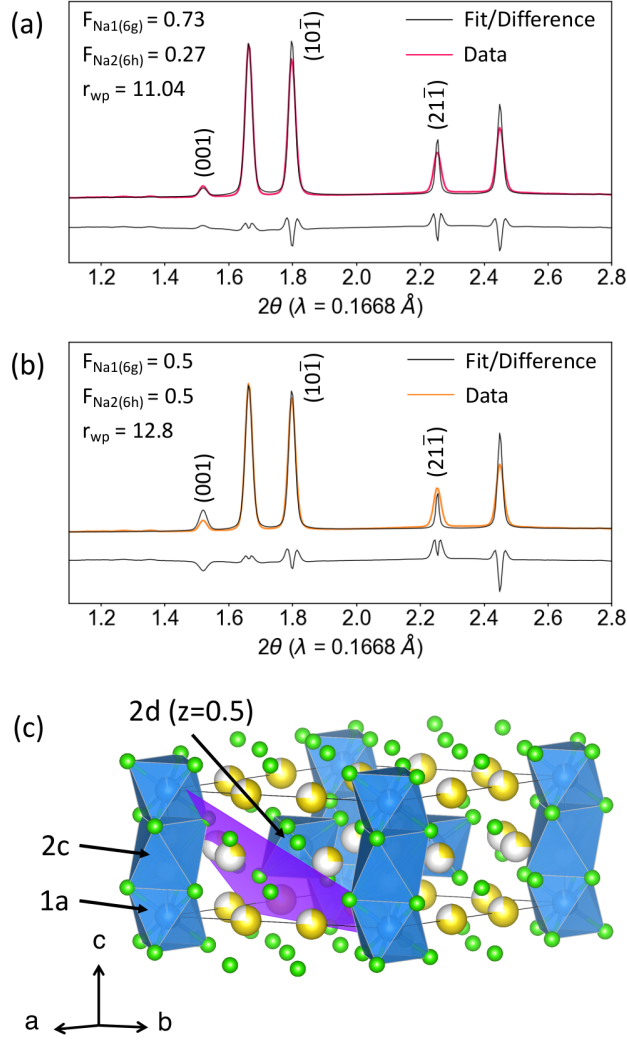 (a)
F_Na1(6g) = 0.73
F_Na2(6h) = 0.27
r_wp = 11.04
(001)
(101̅)
(211̅)
Fit/Difference
Data
1.2 1.4 1.6 1.8 2.0 2.2 2.4 2.6 2.8
2θ (λ = 0.1668 Å)
(b)
F_Na1(6g) = 0.5
F_Na2(6h) = 0.5
r_wp = 12.8
(001)
(101̅)
(211̅)
Fit/Difference
Data
1.2 1.4 1.6 1.8 2.0 2.2 2.4 2.6 2.8
2θ (λ = 0.1668 Å)
(c)
2d (z=0.5)
2c
1a
c
a
b